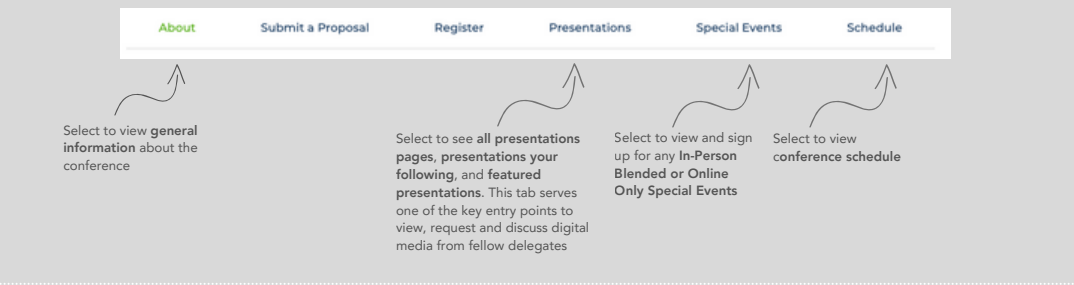 About Submit a Proposal Register Presentations Special Events Schedule
Select to view general
information about the
conference
Select to see all presentations
pages, presentations your
following, and featured
presentations. This tab serves
one of the key entry points to
view, request and discuss digital
media from fellow delegates
Select to view and sign
up for any In-Person
Blended or Online
Only Special Events
Select to view
conference schedule